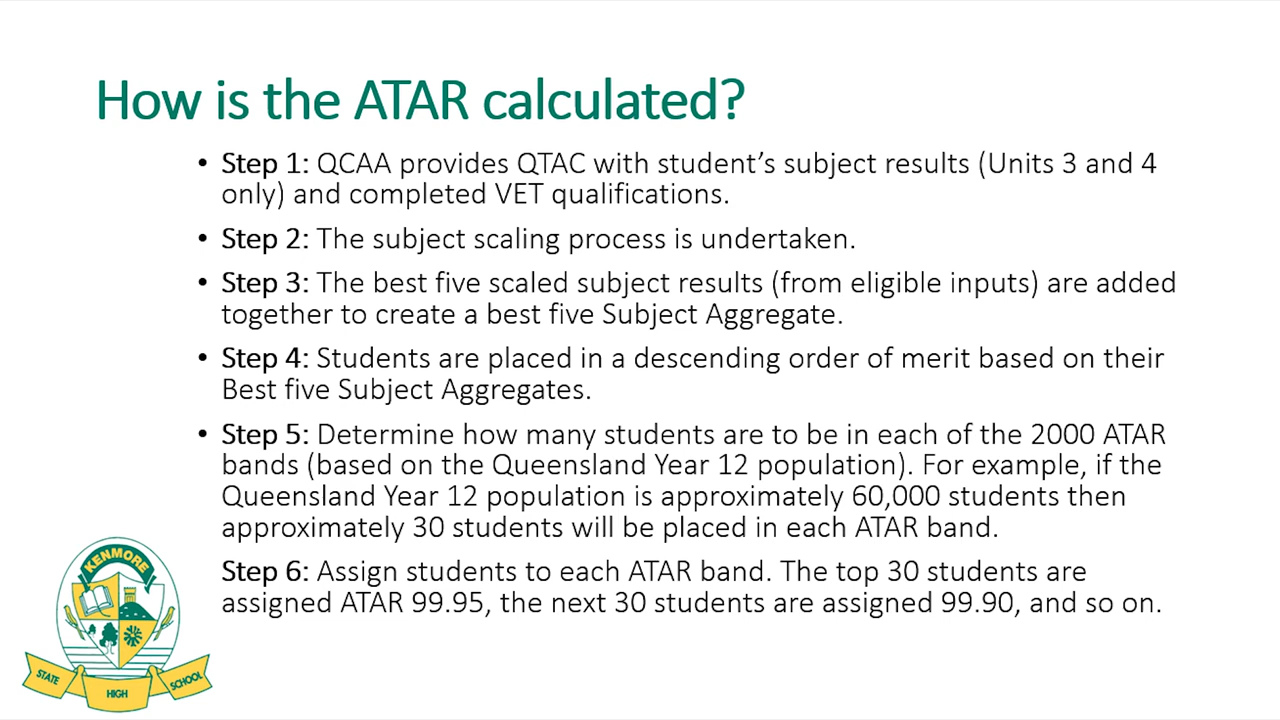 How is the ATAR calculated?
• Step 1: QCAA provides QTAC with student’s subject results (Units 3 and 4
only) and completed VET qualifications.
• Step 2: The subject scaling process is undertaken.
• Step 3: The best five scaled subject results (from eligible inputs) are added
together to create a best five Subject Aggregate.
• Step 4: Students are placed in a descending order of merit based on their
Best five Subject Aggregates.
• Step 5: Determine how many students are to be in each of the 2000 ATAR
bands (based on the Queensland Year 12 population). For example, if the
Queensland Year 12 population is approximately 60,000 students then
approximately 30 students will be placed in each ATAR band.
Step 6: Assign students to each ATAR band. The top 30 students are
assigned ATAR 99.95, the next 30 students are assigned 99.90, and so on.
KENMORE
STATE HIGH SCHOOL